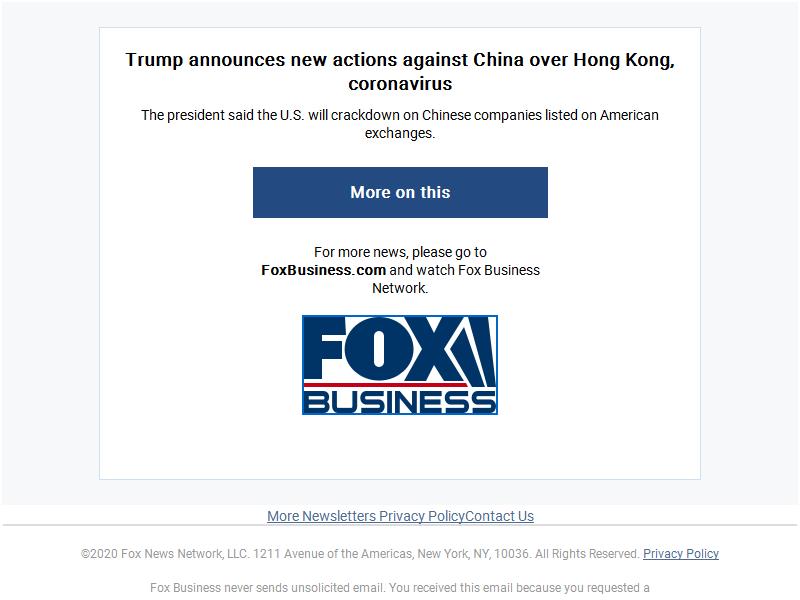 Trump announces new actions against China over Hong Kong,
coronavirus
The president said the U.S. will crackdown on Chinese companies listed on American
exchanges.
More on this
For more news, please go to
FoxBusiness.com and watch Fox Business
Network.
FOX
BUSINESS
More Newsletters Privacy PolicyContact Us
©2020 Fox News Network, LLC. 1211 Avenue of the Americas, New York, NY, 10036. All Rights Reserved. Privacy Policy
Fox Business never sends unsolicited email. You received this email because you requested a